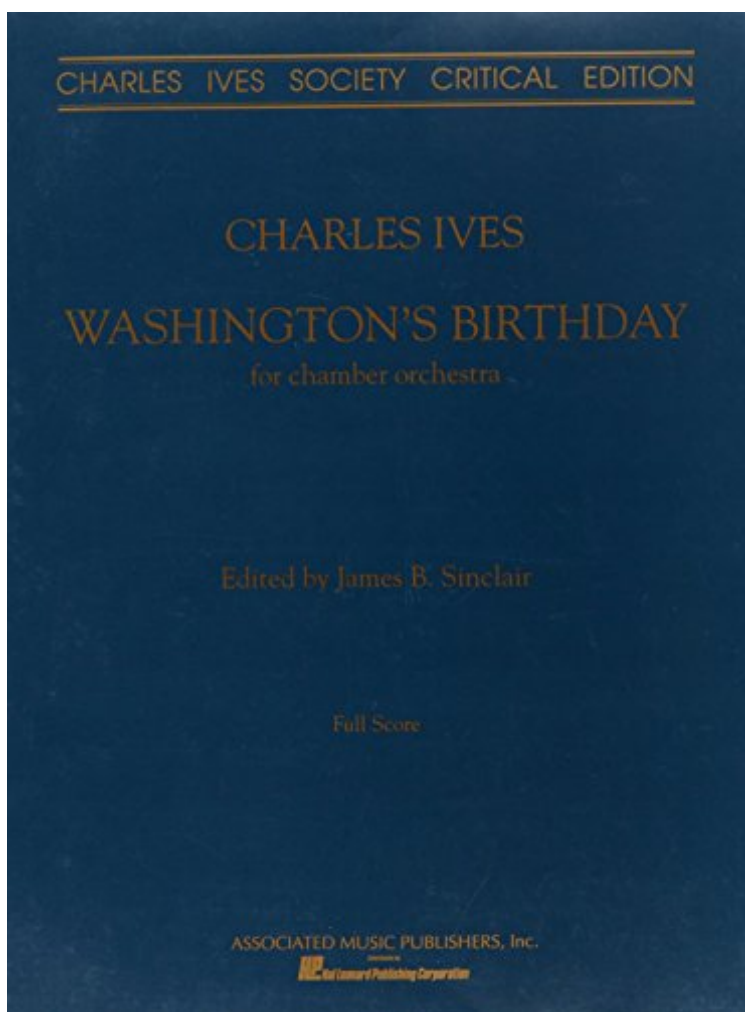 CHARLES IVES SOCIETY CRITICAL EDITION
CHARLES IVES
WASHINGTON'S BIRTHDAY
for chamber orchestra
Edited by James B. Sinclair
Full Score
ASSOCIATED MUSIC PUBLISHERS, Inc.
Hal Leonard Publishing Corporation